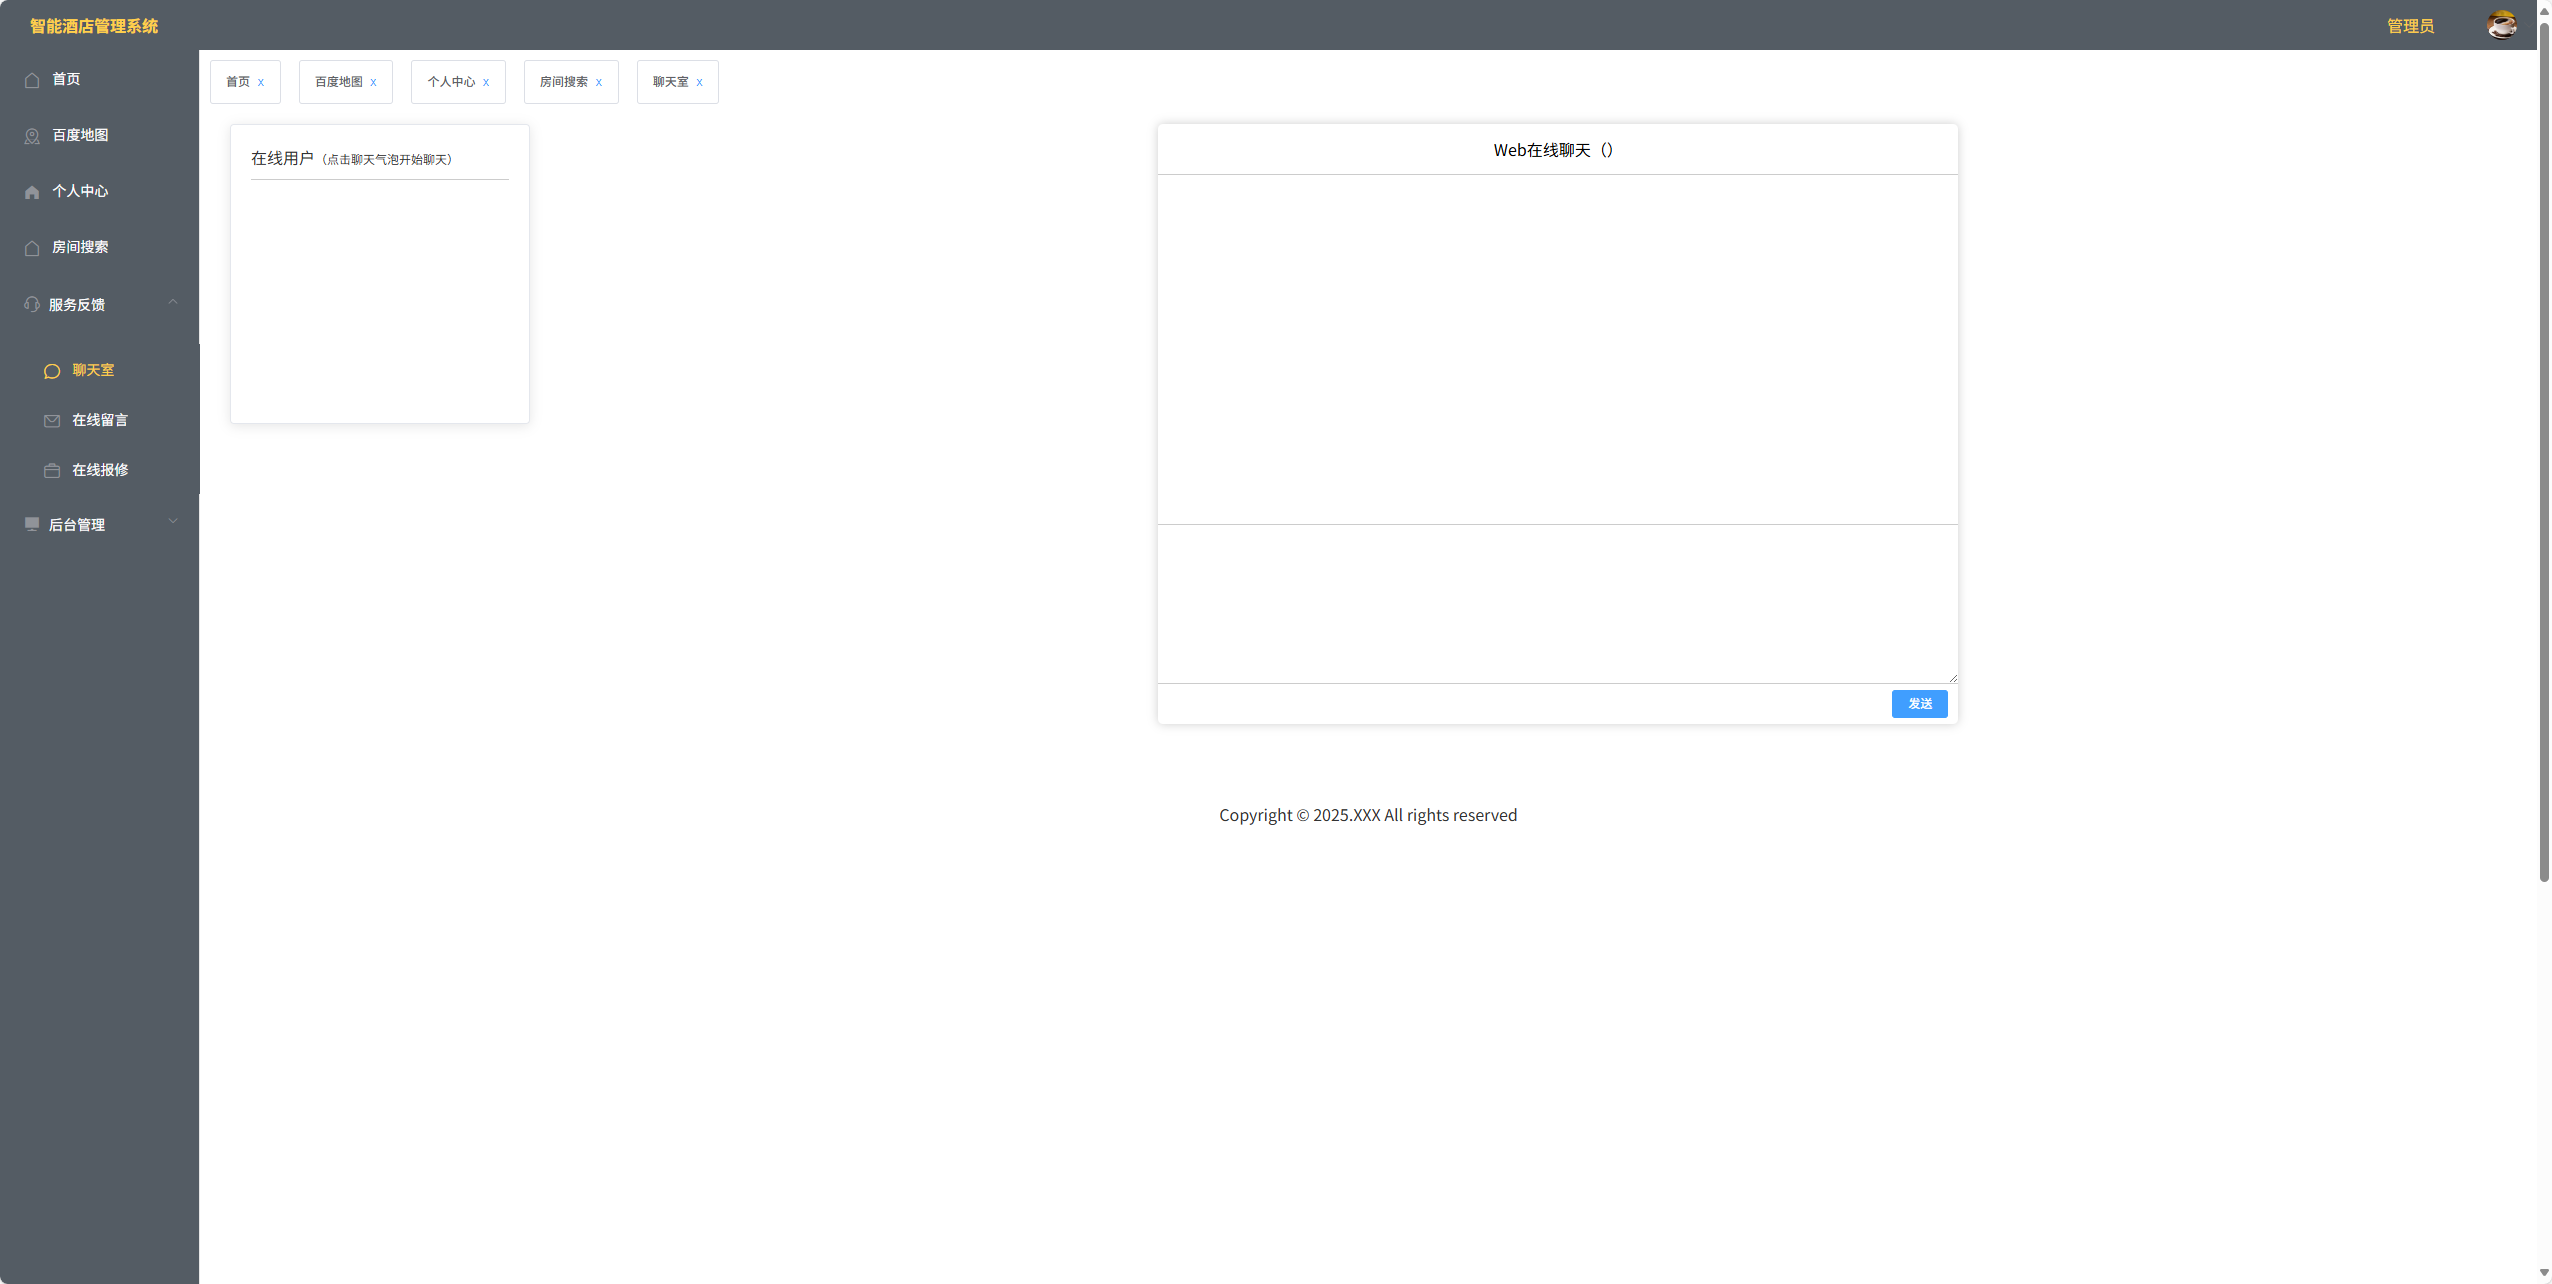 智能酒店管理系统
管理员
首页
百度地图
个人中心
房间搜索
服务反馈
聊天室
在线留言
在线报修
后台管理
首页 x
百度地图 x
个人中心 x
房间搜索 x
聊天室 x
在线用户（点击聊天气泡开始聊天）
Web在线聊天（）
发送
Copyright © 2025.XXX All rights reserved